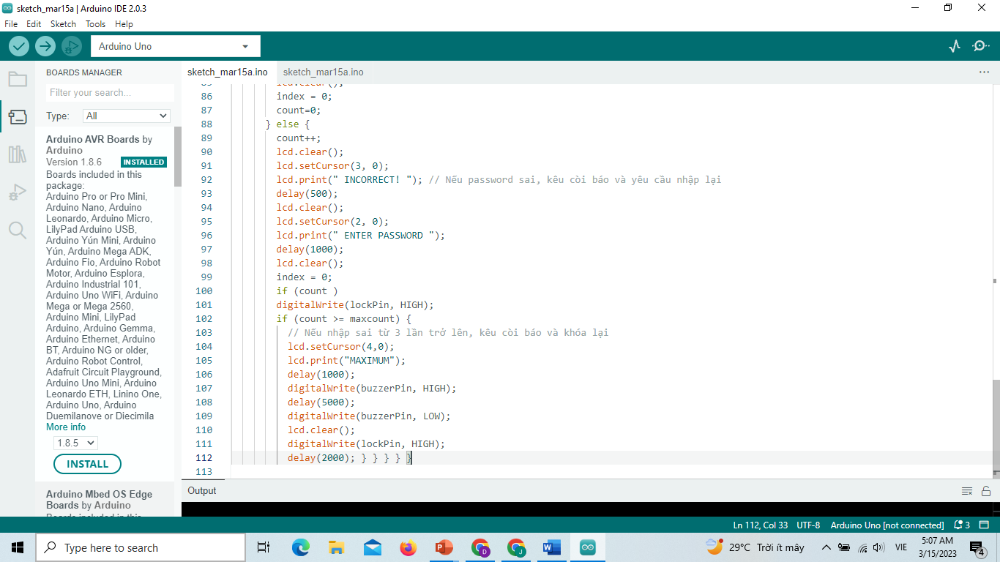 sketch_mar15a | Arduino IDE 2.0.3
File Edit Sketch Tools Help
Arduino Uno
BOARDS MANAGER
Filter your search...
Type: All
Arduino AVR Boards by
Arduino
Version 1.8.6 INSTALLED
Boards included in this
package:
Arduino Pro or Pro Mini,
Arduino Nano, Arduino
Leonardo, Arduino Micro,
LilyPad Arduino USB,
Arduino Yún Mini, Arduino
Yún, Arduino Mega ADK,
Arduino Fio, Arduino Robot
Motor, Arduino Esplora,
Arduino Industrial 101,
Arduino Uno WiFi, Arduino
Mega or Mega 2560,
Arduino Mini, LilyPad
Arduino, Arduino Gemma,
Arduino Ethernet, Arduino
BT, Arduino NG or older,
Arduino Robot Control,
Adafruit Circuit Playground,
Arduino Uno Mini, Arduino
Leonardo ETH, Linino One,
Arduino Uno, Arduino
Duemilanove or Diecimila
More info
1.8.5
INSTALL
Arduino Mbed OS Edge
Boards by Arduino
Boards included in this
sketch_mar15a.ino sketch_mar15a.ino
85 lcd.clear();
86 index = 0;
87 count=0;
88 } else {
89 count++;
90 lcd.clear();
91 lcd.setCursor(3, 0);
92 lcd.print(" INCORRECT! "); // Nếu password sai, kêu còi báo và yêu cầu nhập lại
93 delay(500);
94 lcd.clear();
95 lcd.setCursor(2, 0);
96 lcd.print(" ENTER PASSWORD ");
97 delay(1000);
98 lcd.clear();
99 index = 0;
100 if (count )
101 digitalWrite(lockPin, HIGH);
102 if (count >= maxcount) {
103 // Nếu nhập sai từ 3 lần trở lên, kêu còi báo và khóa lại
104 lcd.setCursor(4,0);
105 lcd.print("MAXIMUM");
106 delay(1000);
107 digitalWrite(buzzerPin, HIGH);
108 delay(5000);
109 digitalWrite(buzzerPin, LOW);
110 lcd.clear();
111 digitalWrite(lockPin, HIGH);
112 delay(2000); } } } } }
113
Output
Ln 112, Col 33 UTF-8 Arduino Uno [not connected] 3
Type here to search
29°C Trời ít mây
VIE
5:07 AM
3/15/2023
4